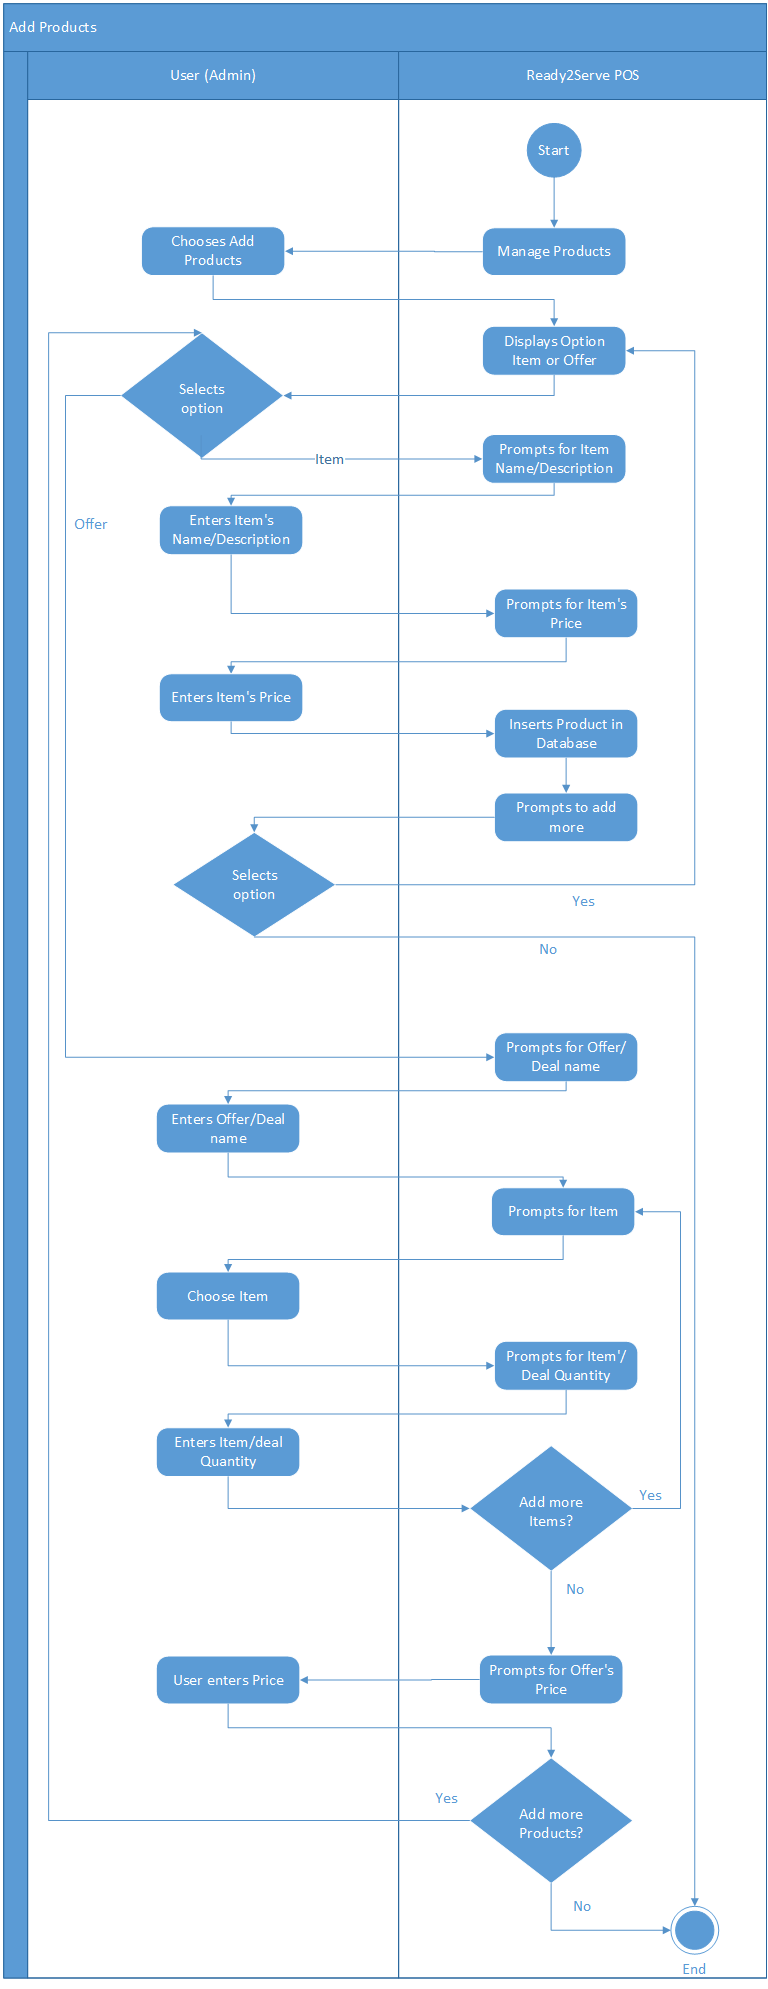 Add Products
User (Admin)
Ready2Serve POS
Start
Chooses Add
Products
Manage Products
Displays Option
Item or Offer
Selects
option
Item
Prompts for Item
Name/Description
Offer
Enters Item's
Name/Description
Prompts for Item's
Price
Enters Item's Price
Inserts Product in
Database
Prompts to add
more
Selects
option
Yes
No
Prompts for Offer/
Deal name
Enters Offer/Deal
name
Prompts for Item
Choose Item
Prompts for Item'/
Deal Quantity
Enters Item/deal
Quantity
Add more
Items?
Yes
No
Prompts for Offer's
Price
User enters Price
Yes
Add more
Products?
No
End